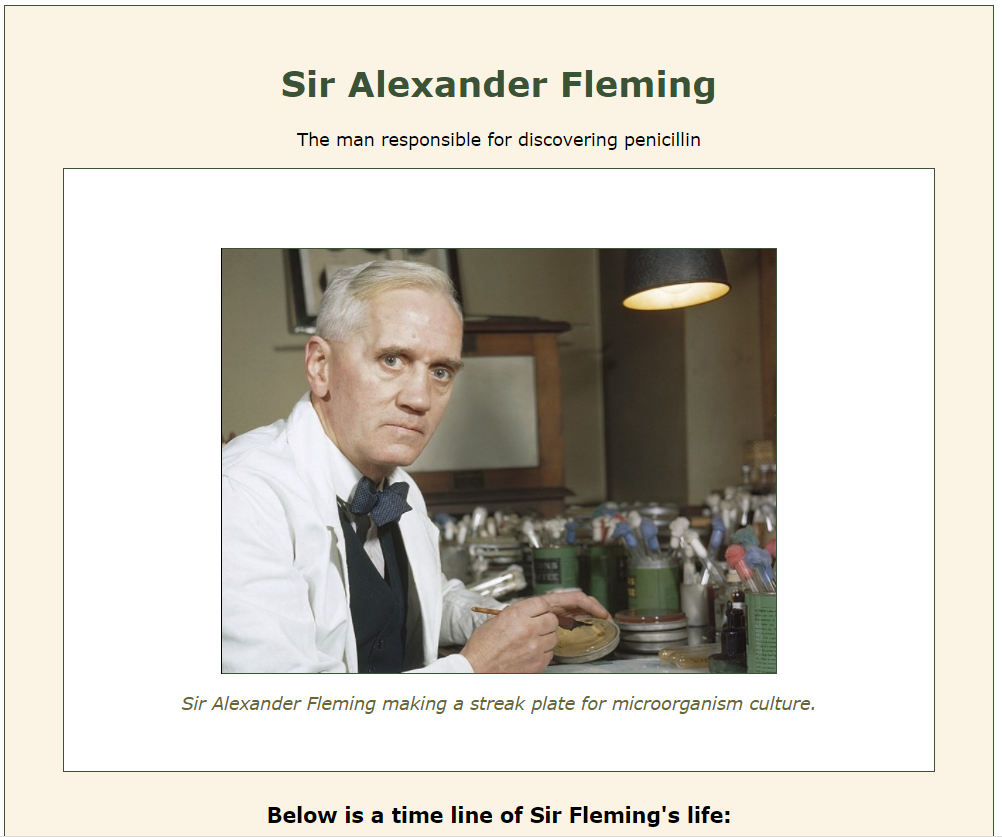 Sir Alexander Fleming
The man responsible for discovering penicillin
Sir Alexander Fleming making a streak plate for microorganism culture.
Below is a time line of Sir Fleming's life: